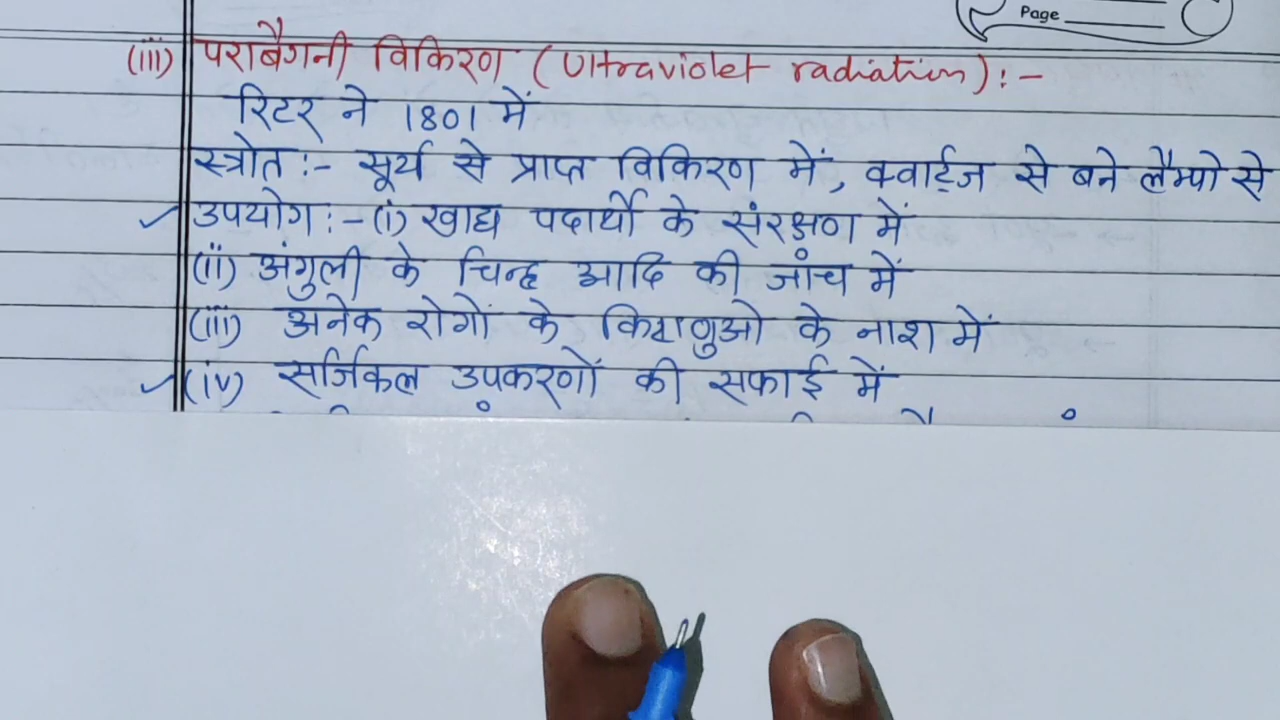 Page
(iii) पराबैगनी विकिरण (Ultraviolet radiation):-
रिटर ने 1801 में
स्त्रोत:- सूर्य से प्राप्त विकिरण में, क्वार्ट्ज से बने लैम्पो से
उपयोग:- (i) खाद्य पदार्थों के संरक्षण में
(ii) अंगुली के चिन्ह आदि की जांच में
(iii) अनेक रोगों के किटाणुओ के नाश में
(iv) सर्जिकल उपकरणों की सफाई में